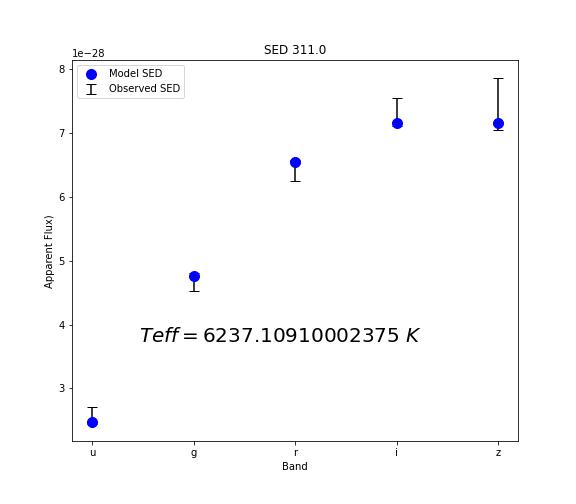 SED 311.0
1e−28
Model SED
Observed SED
8
7
6
5
4
3
Apparent Flux)
Teff = 6237.10910002375 K
u g r i z
Band